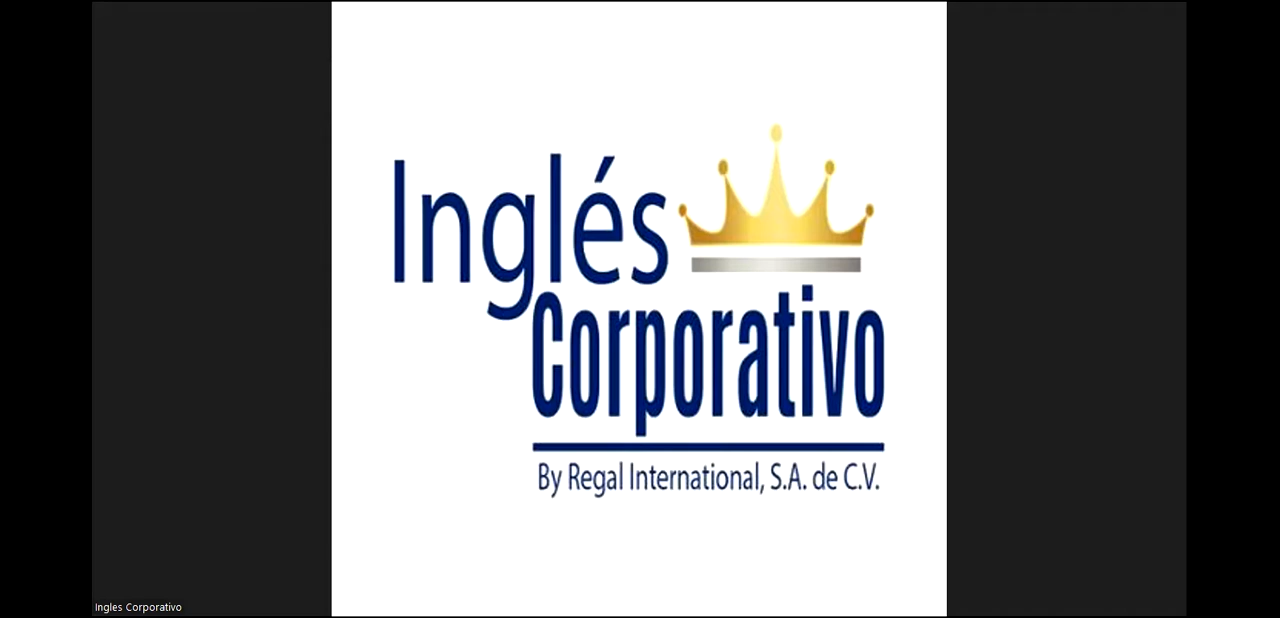 Inglés
Corporativo
By Regal International, S.A. de C.V.
Ingles Corporativo